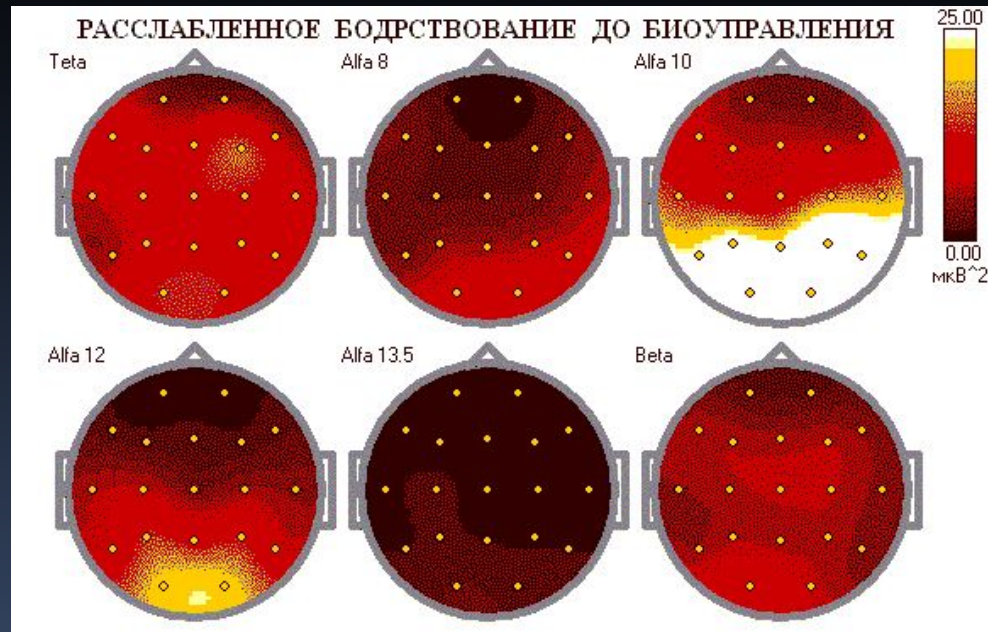 РАССЛАБЛЕННОЕ БОДРСТВОВАНИЕ ДО БИОУПРАВЛЕНИЯ
25.00
Teta
Alfa 8
Alfa 10
0.00
мкВ^2
Alfa 12
Alfa 13.5
Beta